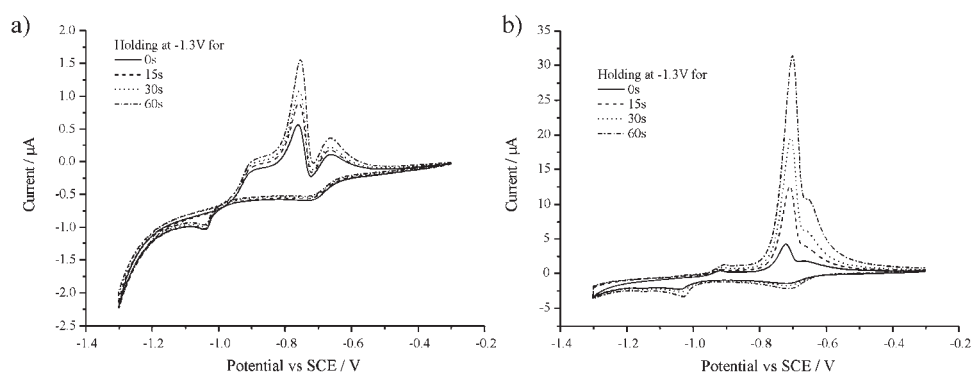 a)
Holding at -1.3V for
0s
15s
30s
60s
2.0
1.5
1.0
0.5
0.0
-0.5
-1.0
-1.5
-2.0
-2.5
Current / μA
-1.4 -1.2 -1.0 -0.8 -0.6 -0.4 -0.2
Potential vs SCE / V
b)
Holding at -1.3V for
0s
15s
30s
60s
35
30
25
20
15
10
5
0
-5
Current / μA
-1.4 -1.2 -1.0 -0.8 -0.6 -0.4 -0.2
Potential vs SCE / V